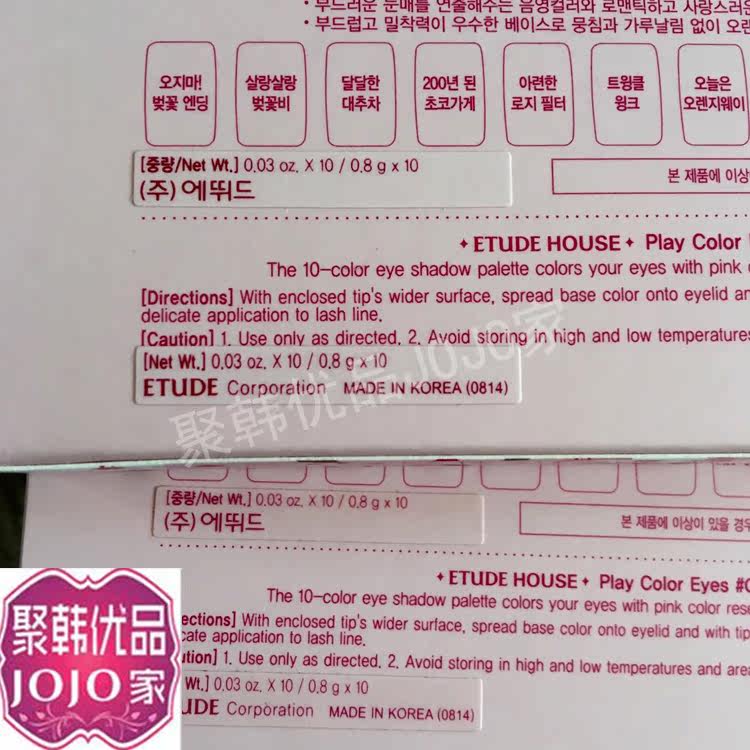 • 부드러운 눈매를 연출해주는 음영컬러와 로맨틱하고 사랑스러운
• 부드럽고 밀착력이 우수한 베이스로 뭉침과 가루날림 없이 오랜
오지마! 벚꽃 엔딩
살랑살랑 벚꽃비
달달한 대추차
200년 된 초코가게
아련한 로지 필터
트윙클 윙크
오늘은 오렌지웨이
[중량/Net Wt.] 0.03 oz. X 10 / 0.8 g x 10
(주) 에뛰드
본 제품에 이상
ETUDE HOUSE Play Color
The 10-color eye shadow palette colors your eyes with pink
[Directions] With enclosed tip's wider surface, spread base color onto eyelid an
delicate application to lash line.
[Caution] 1. Use only as directed. 2. Avoid storing in high and low temperatures
[Net Wt.] 0.03 oz. X 10 / 0.8 g x 10
ETUDE Corporation MADE IN KOREA (0814)
聚韩优品JOJO家
[중량/Net Wt.] 0.03 oz. X 10 / 0.8 g x 10
(주) 에뛰드
본 제품에 이상이 있을 경우
ETUDE HOUSE Play Color Eyes #
The 10-color eye shadow palette colors your eyes with pink color rese
ections] With enclosed tip's wider surface, spread base color onto eyelid and with tip
cate application to lash line.
ution] 1. Use only as directed. 2. Avoid storing in high and low temperatures and area
Wt.] 0.03 oz. X 10 / 0.8 g x 10
UDE Corporation MADE IN KOREA (0814)
聚韩优品
JOJO家